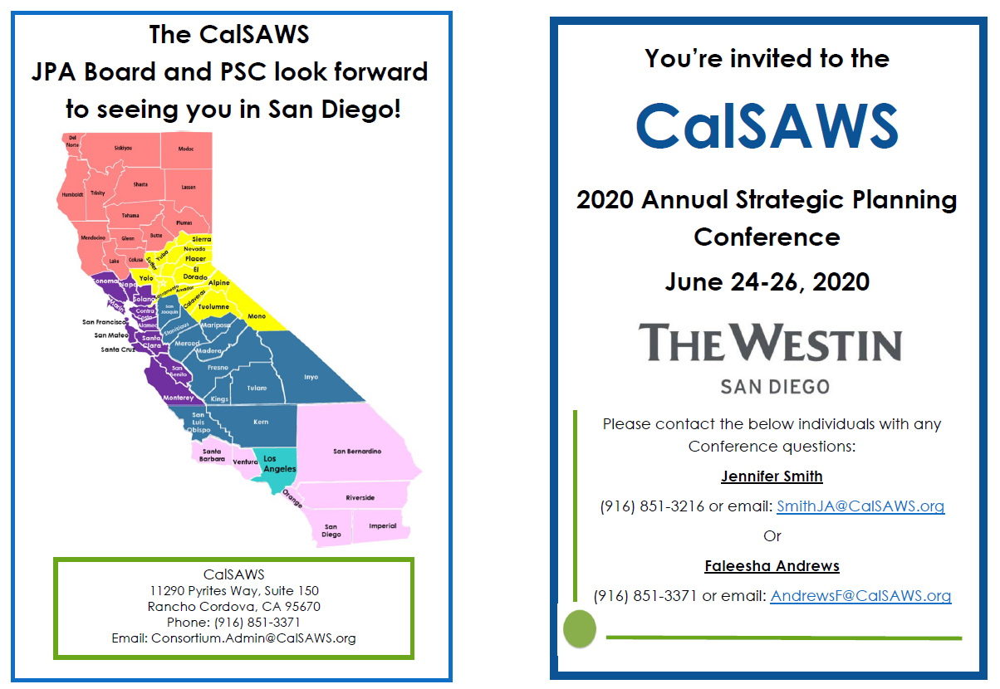 The CalSAWS
JPA Board and PSC look forward
to seeing you in San Diego!
Del
Norte
Siskiyou
Modoc
Humboldt
Trinity
Shasta
Lassen
Tehama
Plumas
Mendocino
Glenn
Butte
Sierra
Lake
Colusa
Sutter
Yuba
Nevada
Placer
Sonoma
Napa
Yolo
El
Dorado
Alpine
Solano
Sacramento
Amador
Calaveras
Marin
Contra
Costa
San
Joaquin
Tuolumne
Mono
San Francisco
Alamed
Stanislaus
Mariposa
San Mateo
Santa
Clara
Merced
Santa Cruz
Madera
San
Benito
Fresno
Inyo
Tulare
Monterey
Kings
San
Luis
Obispo
Kern
Santa
Barbara
Ventura
Los
Angeles
San Bernardino
Orange
Riverside
San
Diego
Imperial
CalSAWS
11290 Pyrites Way, Suite 150
Rancho Cordova, CA 95670
Phone: (916) 851-3371
Email: Consortium.Admin@CalSAWS.org
You're invited to the
CalSAWS
2020 Annual Strategic Planning
Conference
June 24-26, 2020
THE WESTIN
SAN DIEGO
Please contact the below individuals with any
Conference questions:
Jennifer Smith
(916) 851-3216 or email: SmithJA@CalSAWS.org
Or
Faleesha Andrews
(916) 851-3371 or email: AndrewsF@CalSAWS.org